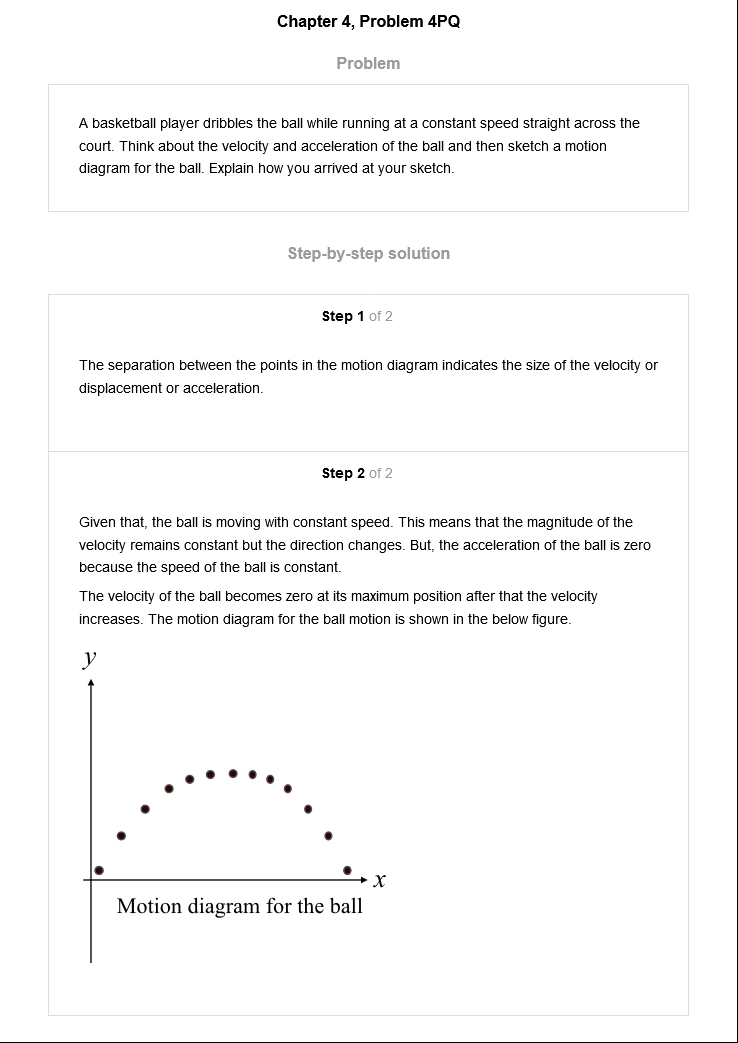 Chapter 4, Problem 4PQ
Problem
A basketball player dribbles the ball while running at a constant speed straight across the
court. Think about the velocity and acceleration of the ball and then sketch a motion
diagram for the ball. Explain how you arrived at your sketch.
Step-by-step solution
Step 1 of 2
The separation between the points in the motion diagram indicates the size of the velocity or
displacement or acceleration.
Step 2 of 2
Given that, the ball is moving with constant speed. This means that the magnitude of the
velocity remains constant but the direction changes. But, the acceleration of the ball is zero
because the speed of the ball is constant.
The velocity of the ball becomes zero at its maximum position after that the velocity
increases. The motion diagram for the ball motion is shown in the below figure.
y
x
Motion diagram for the ball